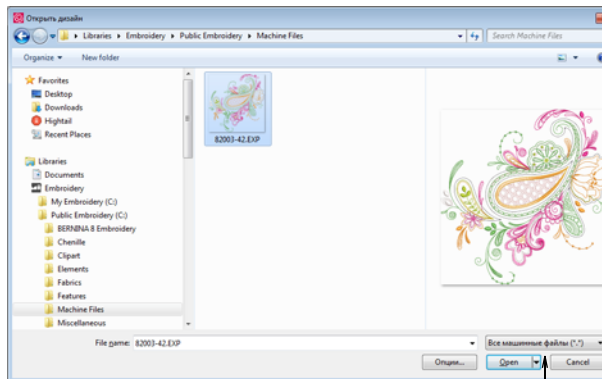 Открыть дизайн
Libraries Embroidery Public Embroidery Machine Files
Search Machine Files
Organize New folder
Favorites
Desktop
Downloads
Hightail
Recent Places
Libraries
Documents
Embroidery
My Embroidery (C:)
Public Embroidery (C:)
BERNINA 8 Embroidery
Chenille
Clipart
Elements
Fabrics
Features
Machine Files
Miscellaneous
82003-42.EXP
File name: 82003-42.EXP
Все машинные файлы ("*.*")
Опции...
Open
Cancel